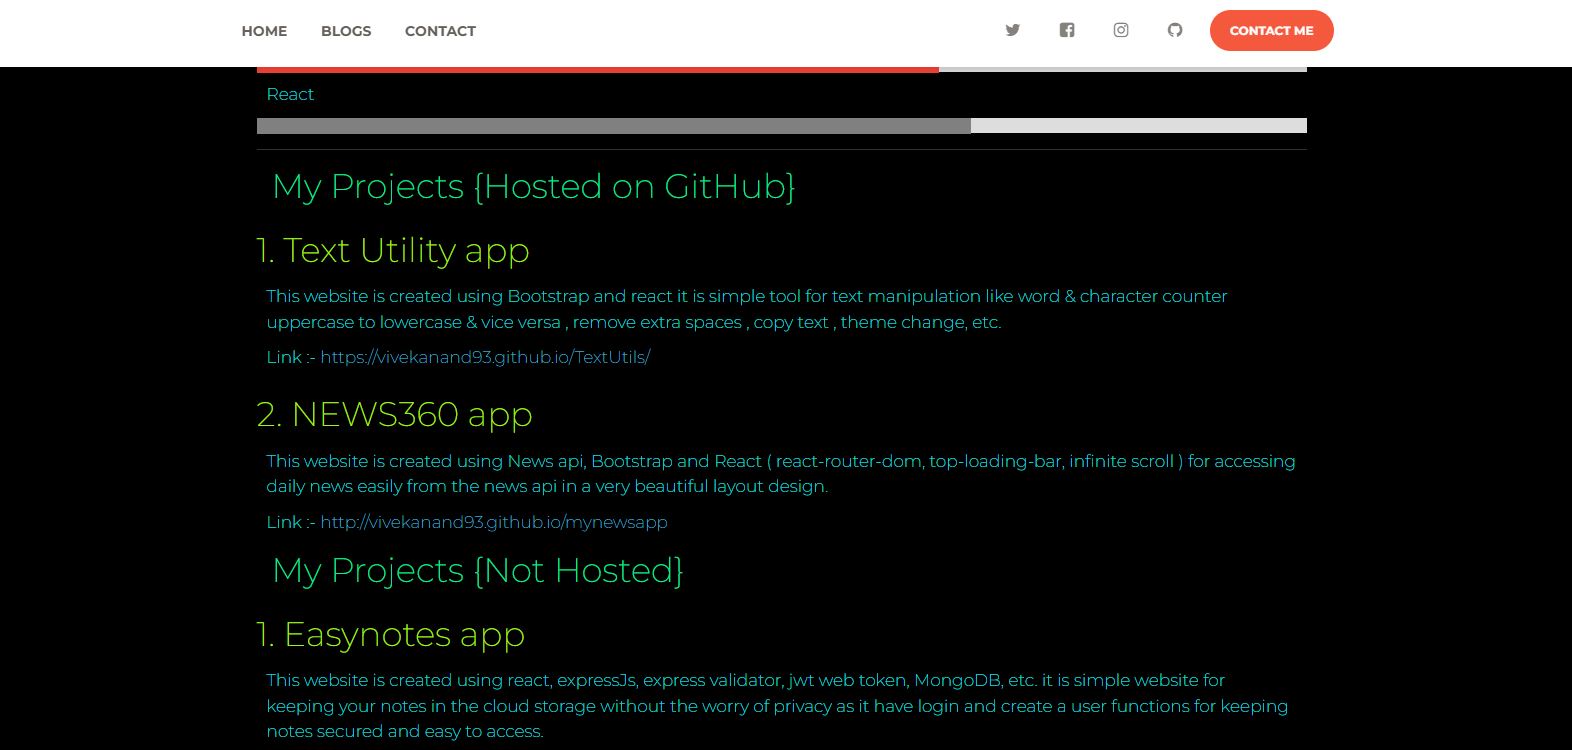 HOME BLOGS CONTACT CONTACT ME
React
My Projects {Hosted on GitHub}
1. Text Utility app
This website is created using Bootstrap and react it is simple tool for text manipulation like word & character counter
uppercase to lowercase & vice versa , remove extra spaces , copy text , theme change, etc.
Link :- https://vivekanand93.github.io/TextUtils/
2. NEWS360 app
This website is created using News api, Bootstrap and React ( react-router-dom, top-loading-bar, infinite scroll ) for accessing
daily news easily from the news api in a very beautiful layout design.
Link :- http://vivekanand93.github.io/mynewsapp
My Projects {Not Hosted}
1. Easynotes app
This website is created using react, expressJs, express validator, jwt web token, MongoDB, etc. it is simple website for
keeping your notes in the cloud storage without the worry of privacy as it have login and create a user functions for keeping
notes secured and easy to access.